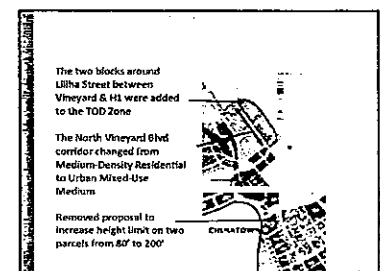 The two blocks around
Liliha Street between
Vineyard & H1 were added
to the TOD Zone
The North Vineyard Blvd
corridor changed from
Medium-Density Residential
to Urban Mixed-Use
Medium
Removed proposal to
increase height limit on two
parcels from 80' to 200'
CHINATOWN